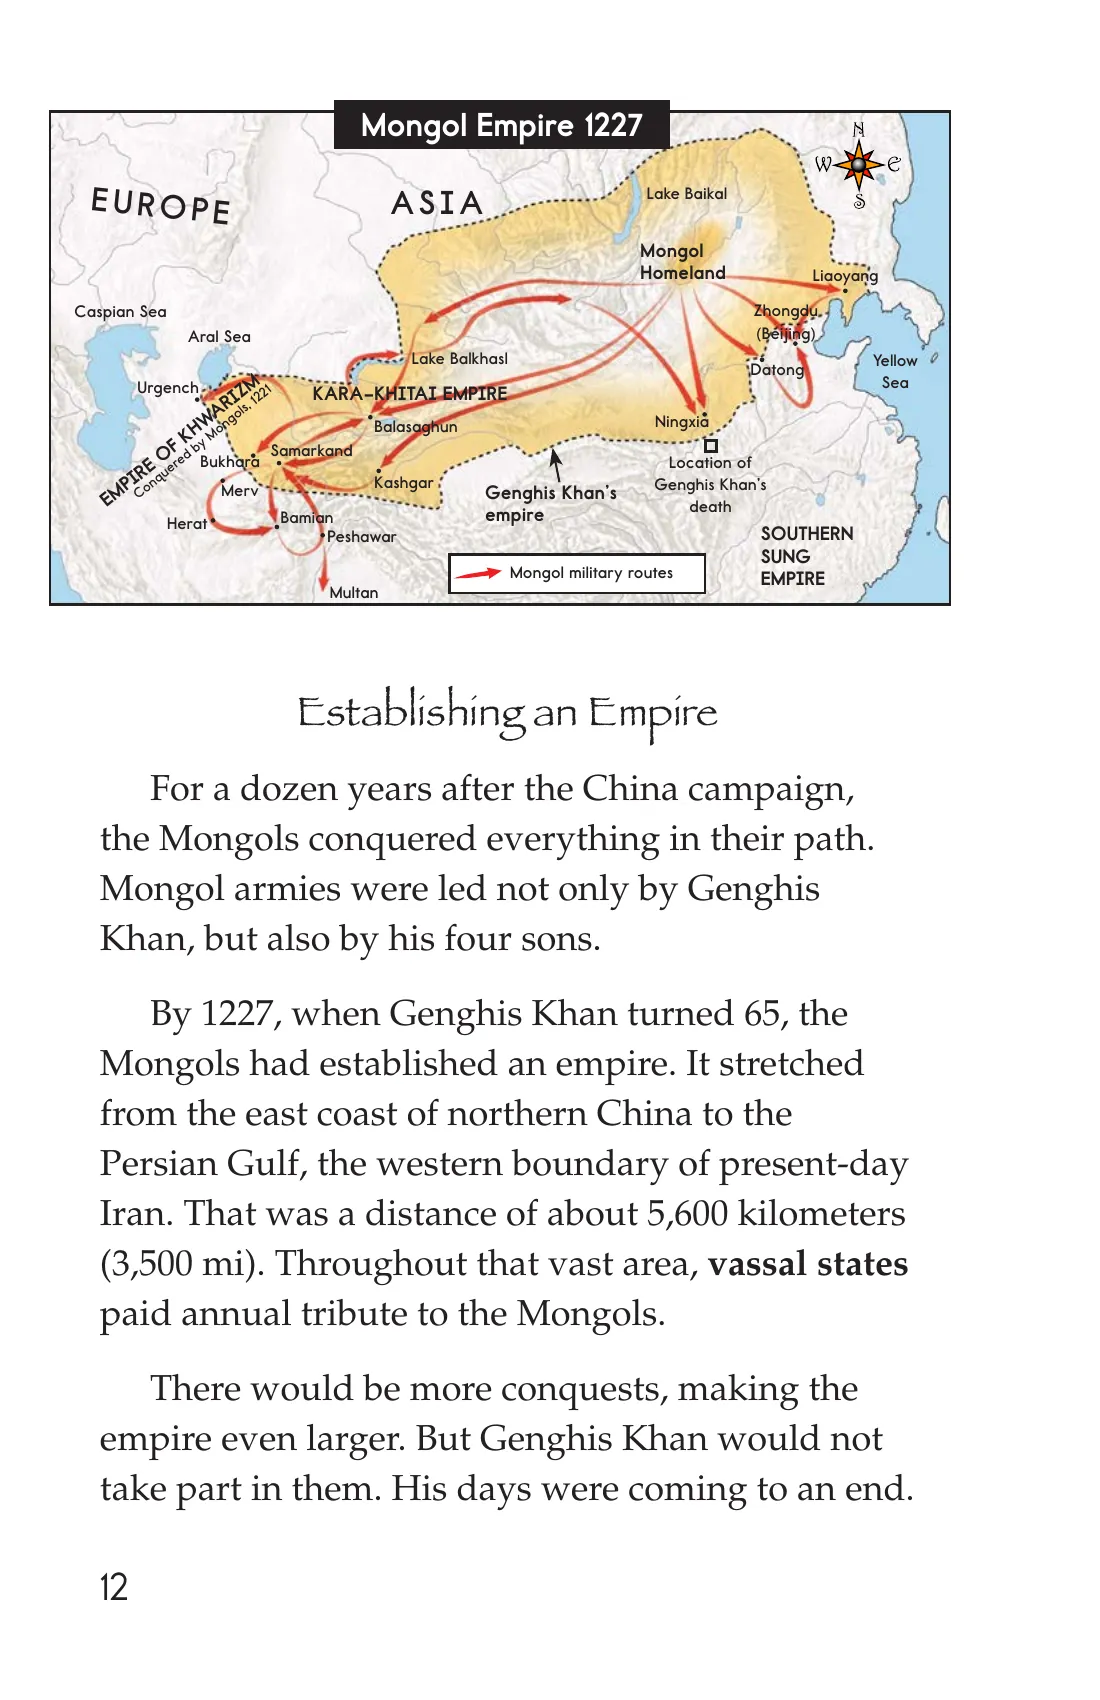 Mongol Empire 1227
N
W E
S
EUROPE
ASIA
Lake Baikal
Mongol
Homeland
Liaoyang
Caspian Sea
Zhongdu
(Beijing)
Aral Sea
Lake Balkhasl
Yellow
Sea
Datong
Urgench
KARA-KHITAI EMPIRE
EMPIRE OF KHWARIZM
Conquered by Mongols, 1221
Balasaghun
Ningxia
Samarkand
Bukhara
Location of
Genghis Khan's
death
Kashgar
Merv
Genghis Khan's
empire
Herat
Bamian
Peshawar
SOUTHERN
SUNG
EMPIRE
Mongol military routes
Multan
Establishing an Empire
For a dozen years after the China campaign,
the Mongols conquered everything in their path.
Mongol armies were led not only by Genghis
Khan, but also by his four sons.
By 1227, when Genghis Khan turned 65, the
Mongols had established an empire. It stretched
from the east coast of northern China to the
Persian Gulf, the western boundary of present-day
Iran. That was a distance of about 5,600 kilometers
(3,500 mi). Throughout that vast area, vassal states
paid annual tribute to the Mongols.
There would be more conquests, making the
empire even larger. But Genghis Khan would not
take part in them. His days were coming to an end.
12